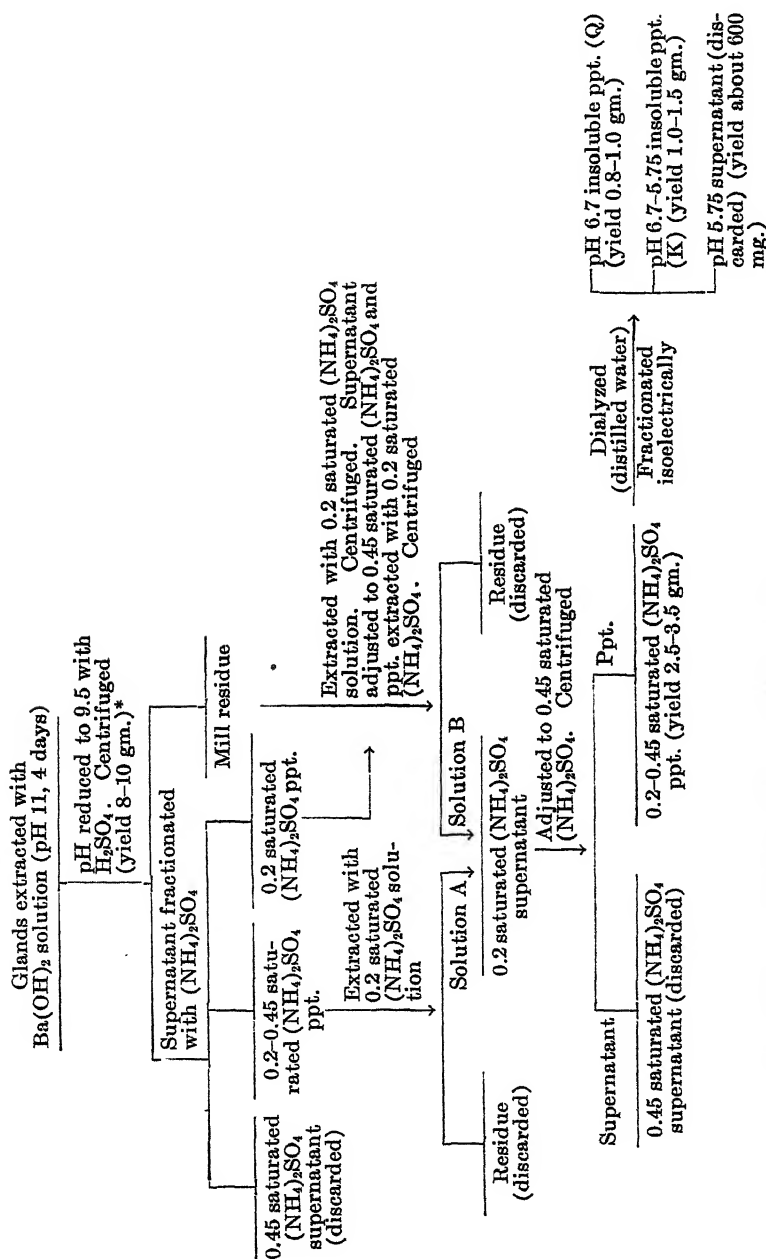 Glands extracted with
Ba(OH)₂ solution (pH 11, 4 days)
pH reduced to 9.5 with
H₂SO₄. Centrifuged
(yield 8–10 gm.)*
Supernatant fractionated
with (NH₄)₂SO₄
Mill residue
0.45 saturated
(NH₄)₂SO₄
supernatant
(discarded)
0.2–0.45 satu-
rated (NH₄)₂SO₄
ppt.
0.2 saturated
(NH₄)₂SO₄ ppt.
Extracted with
0.2 saturated
(NH₄)₂SO₄ solu-
tion
Extracted with 0.2 saturated (NH₄)₂SO₄
solution. Centrifuged. Supernatant
adjusted to 0.45 saturated (NH₄)₂SO₄ and
ppt. extracted with 0.2 saturated
(NH₄)₂SO₄. Centrifuged
Residue
(discarded)
Solution A
Solution B
Residue
(discarded)
0.2 saturated (NH₄)₂SO₄
supernatant
Adjusted to 0.45 saturated
(NH₄)₂SO₄. Centrifuged
Supernatant
0.45 saturated (NH₄)₂SO₄
supernatant (discarded)
Ppt.
0.2–0.45 saturated (NH₄)₂SO₄
ppt. (yield 2.5–3.5 gm.)
Dialyzed
(distilled water)
Fractionated
isoelectrically
pH 6.7 insoluble ppt. (Q)
(yield 0.8–1.0 gm.)
pH 6.7–5.75 insoluble ppt.
(K) (yield 1.0–1.5 gm.)
pH 5.75 supernatant (dis-
carded) (yield about 600
mg.)